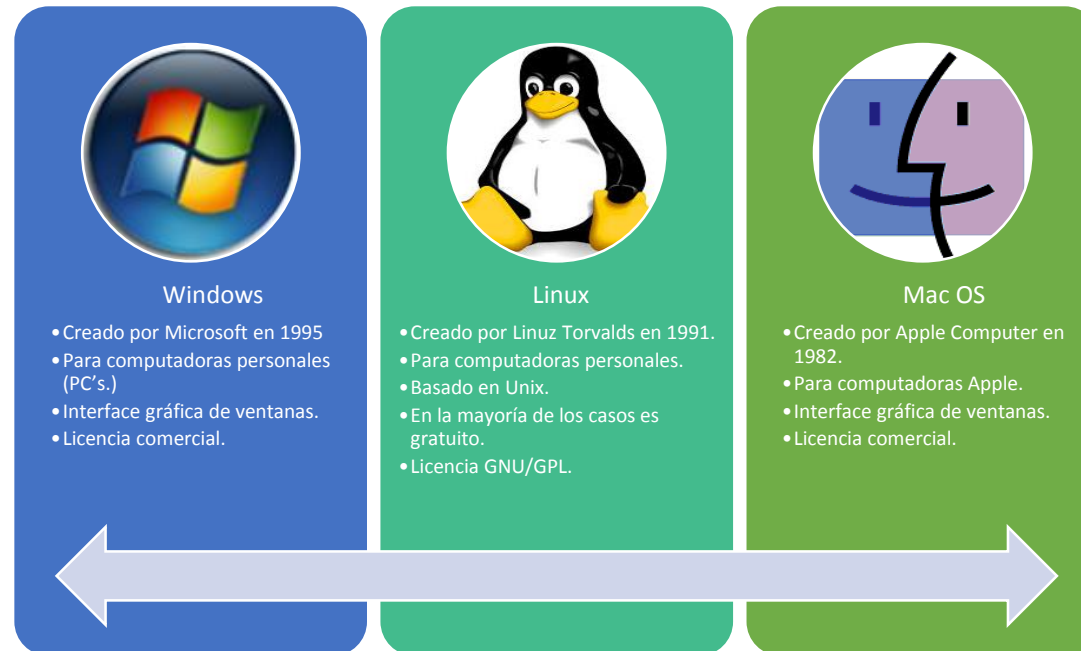 Windows
•Creado por Microsoft en 1995
•Para computadoras personales
(PC's.)
•Interface gráfica de ventanas.
•Licencia comercial.
Linux
•Creado por Linuz Torvalds en 1991.
•Para computadoras personales.
•Basado en Unix.
•En la mayoría de los casos es
gratuito.
•Licencia GNU/GPL.
Mac OS
•Creado por Apple Computer en
1982.
•Para computadoras Apple.
•Interface gráfica de ventanas.
•Licencia comercial.